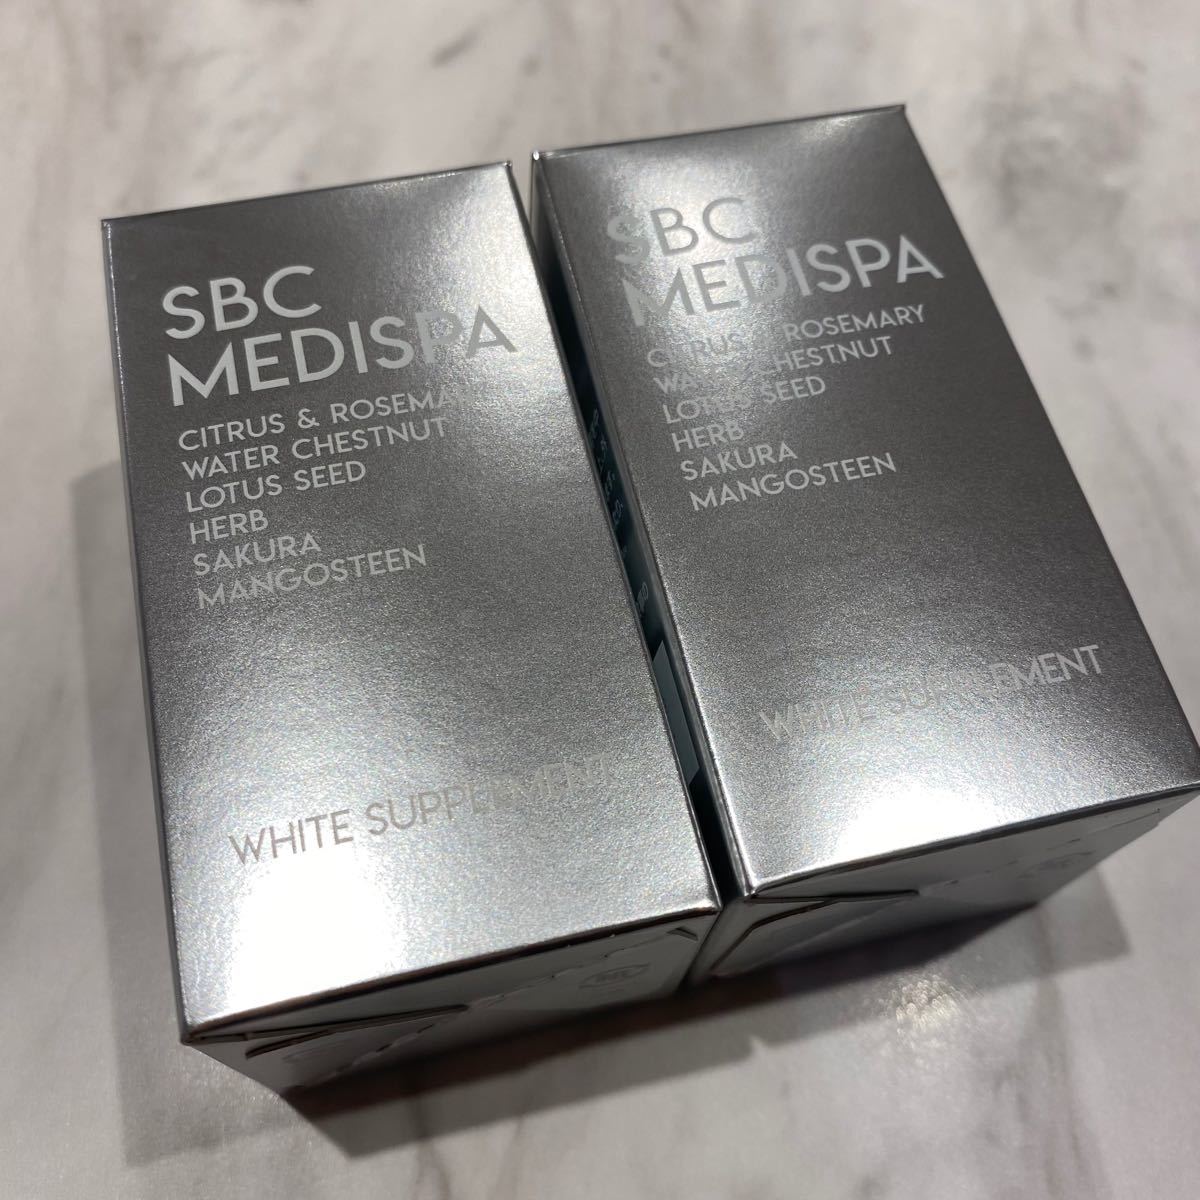 SBC
MEDISPA
CITRUS & ROSEMARY
WATER CHESTNUT
LOTUS SEED
HERB
SAKURA
MANGOSTEEN
WHITE SUPPLEMENT
SBC
MEDISPA
CITRUS & ROSEMARY
WATER CHESTNUT
LOTUS SEED
HERB
SAKURA
MANGOSTEEN
WHITE SUPPLEMENT